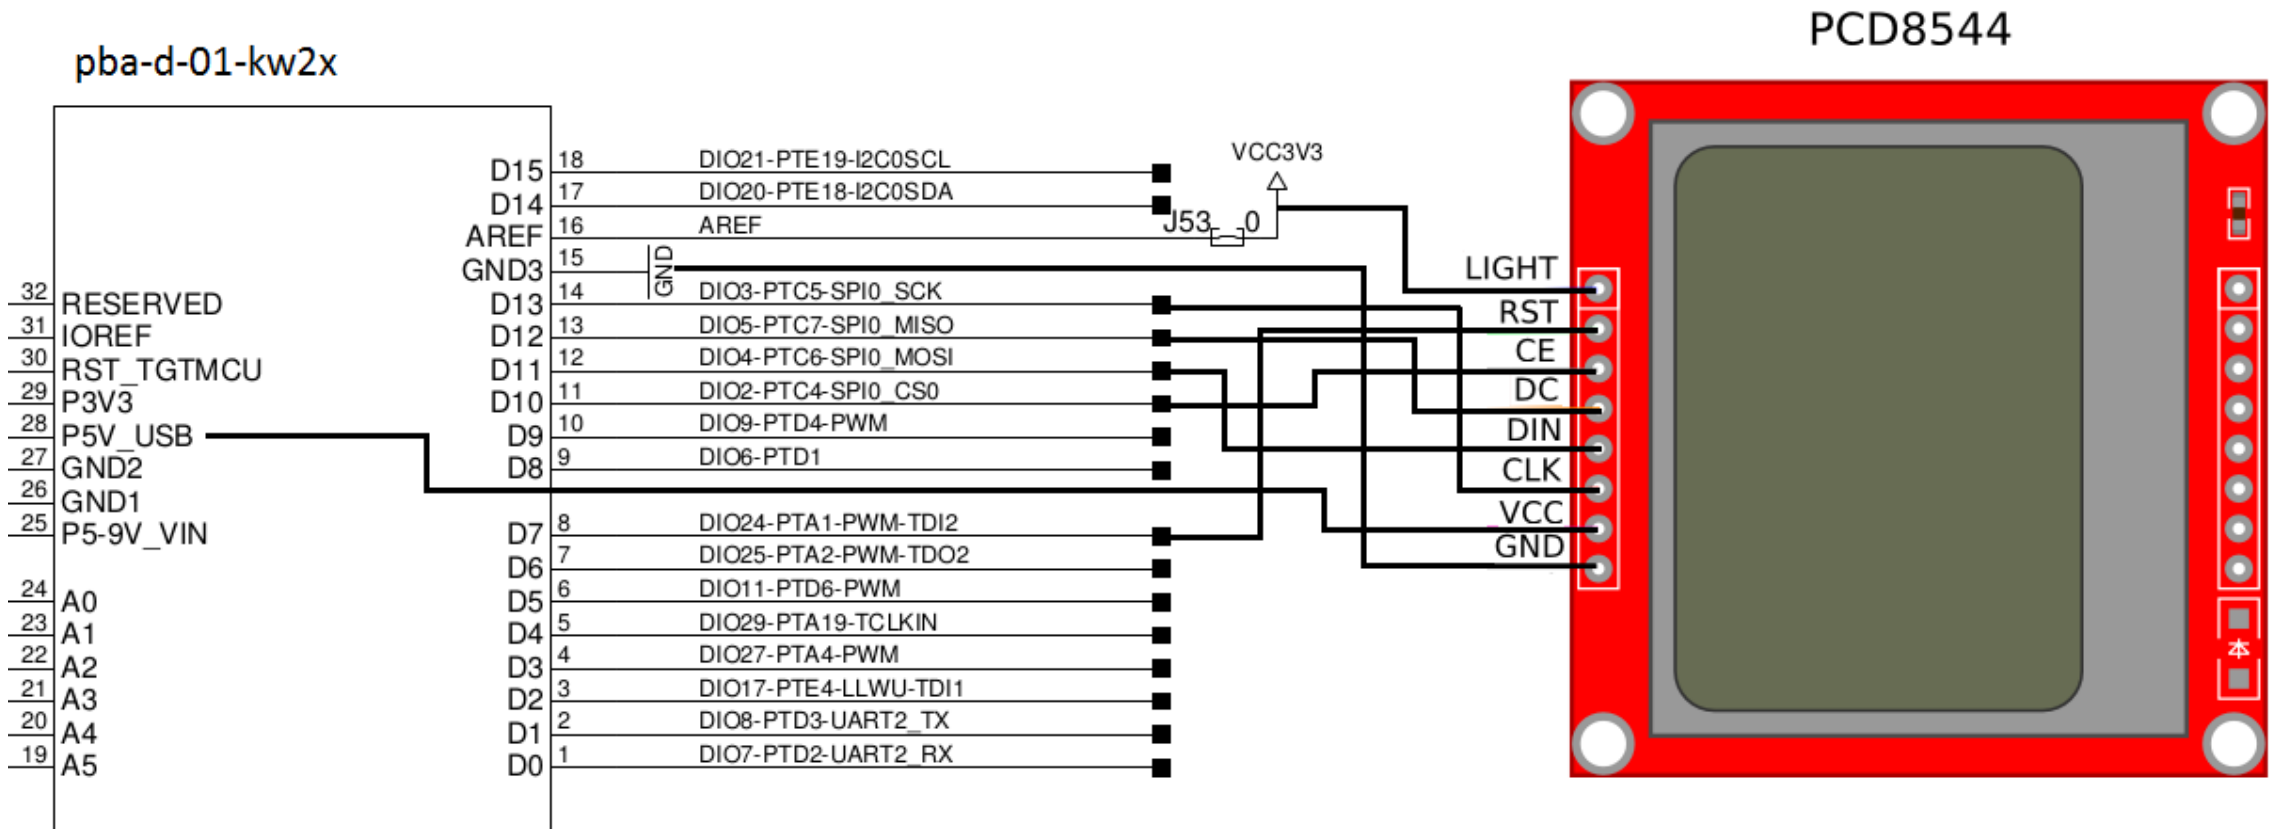 PCD8544
pba-d-01-kw2x
D15 18 DIO21-PTE19-I2C0SCL
D14 17 DIO20-PTE18-I2C0SDA
AREF 16 AREF
J53 0
VCC3V3
GND3 15 GND
D13 14 DIO3-PTC5-SPI0_SCK
D12 13 DIO5-PTC7-SPI0_MISO
D11 12 DIO4-PTC6-SPI0_MOSI
D10 11 DIO2-PTC4-SPI0_CS0
D9 10 DIO9-PTD4-PWM
D8 9 DIO6-PTD1
D7 8 DIO24-PTA1-PWM-TDI2
D6 7 DIO25-PTA2-PWM-TDO2
D5 6 DIO11-PTD6-PWM
D4 5 DIO29-PTA19-TCLKIN
D3 4 DIO27-PTA4-PWM
D2 3 DIO17-PTE4-LLWU-TDI1
D1 2 DIO8-PTD3-UART2_TX
D0 1 DIO7-PTD2-UART2_RX
32 RESERVED
31 IOREF
30 RST_TGTMCU
29 P3V3
28 P5V_USB
27 GND2
26 GND1
25 P5-9V_VIN
24 A0
23 A1
22 A2
21 A3
20 A4
19 A5
LIGHT
RST
CE
DC
DIN
CLK
VCC
GND